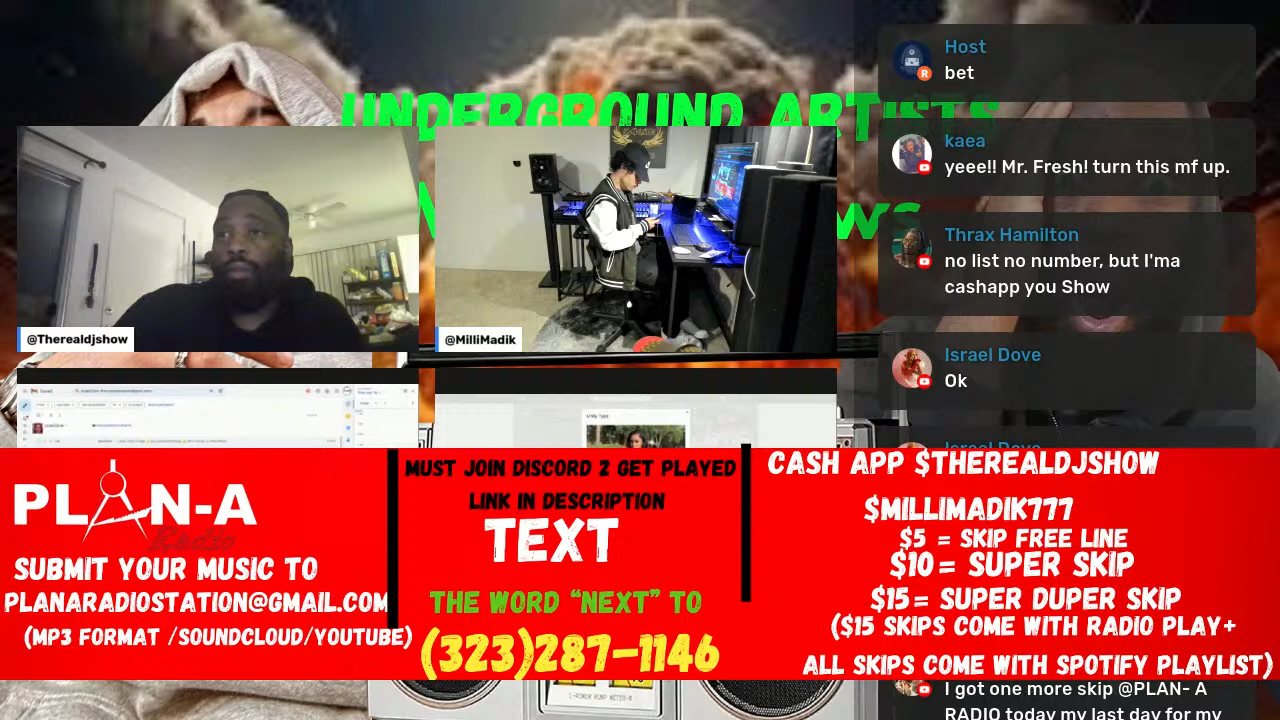 UNDERGROUND ARTISTS
Host
bet
kaea
yeee!! Mr. Fresh! turn this mf up.
Thrax Hamilton
no list no number, but I'ma
cashapp you Show
Israel Dove
Ok
Israel Dove
@Therealdjshow
@MilliMadik
My Type
PLAN-A
Radio
SUBMIT YOUR MUSIC TO
PLANARADIOSTATION@GMAIL.COM
(MP3 FORMAT /SOUNDCLOUD/YOUTUBE)
MUST JOIN DISCORD 2 GET PLAYED
LINK IN DESCRIPTION
TEXT
THE WORD “NEXT” TO
(323)287-1146
CASH APP $THEREALDJSHOW
$MILLIMADIK777
$5 = SKIP FREE LINE
$10 = SUPER SKIP
$15 = SUPER DUPER SKIP
($15 SKIPS COME WITH RADIO PLAY+
ALL SKIPS COME WITH SPOTIFY PLAYLIST)
I got one more skip @PLAN- A
RADIO today my last day for my